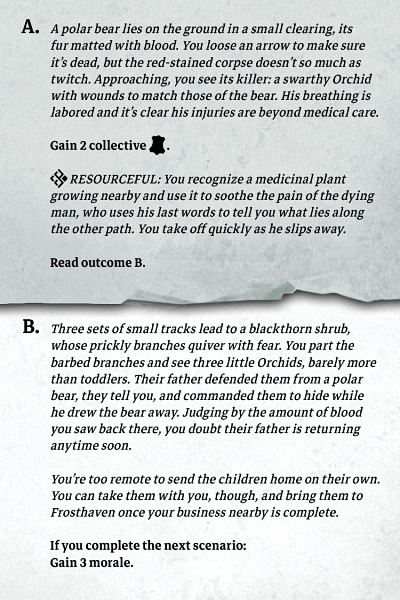 A. A polar bear lies on the ground in a small clearing, its
fur matted with blood. You loose an arrow to make sure
it's dead, but the red-stained corpse doesn't so much as
twitch. Approaching, you see its killer: a swarthy Orchid
with wounds to match those of the bear. His breathing is
labored and it's clear his injuries are beyond medical care.
Gain 2 collective .
RESOURCEFUL: You recognize a medicinal plant
growing nearby and use it to soothe the pain of the dying
man, who uses his last words to tell you what lies along
the other path. You take off quickly as he slips away.
Read outcome B.
B. Three sets of small tracks lead to a blackthorn shrub,
whose prickly branches quiver with fear. You part the
barbed branches and see three little Orchids, barely more
than toddlers. Their father defended them from a polar
bear, they tell you, and commanded them to hide while
he drew the bear away. Judging by the amount of blood
you saw back there, you doubt their father is returning
anytime soon.
You're too remote to send the children home on their own.
You can take them with you, though, and bring them to
Frosthaven once your business nearby is complete.
If you complete the next scenario:
Gain 3 morale.